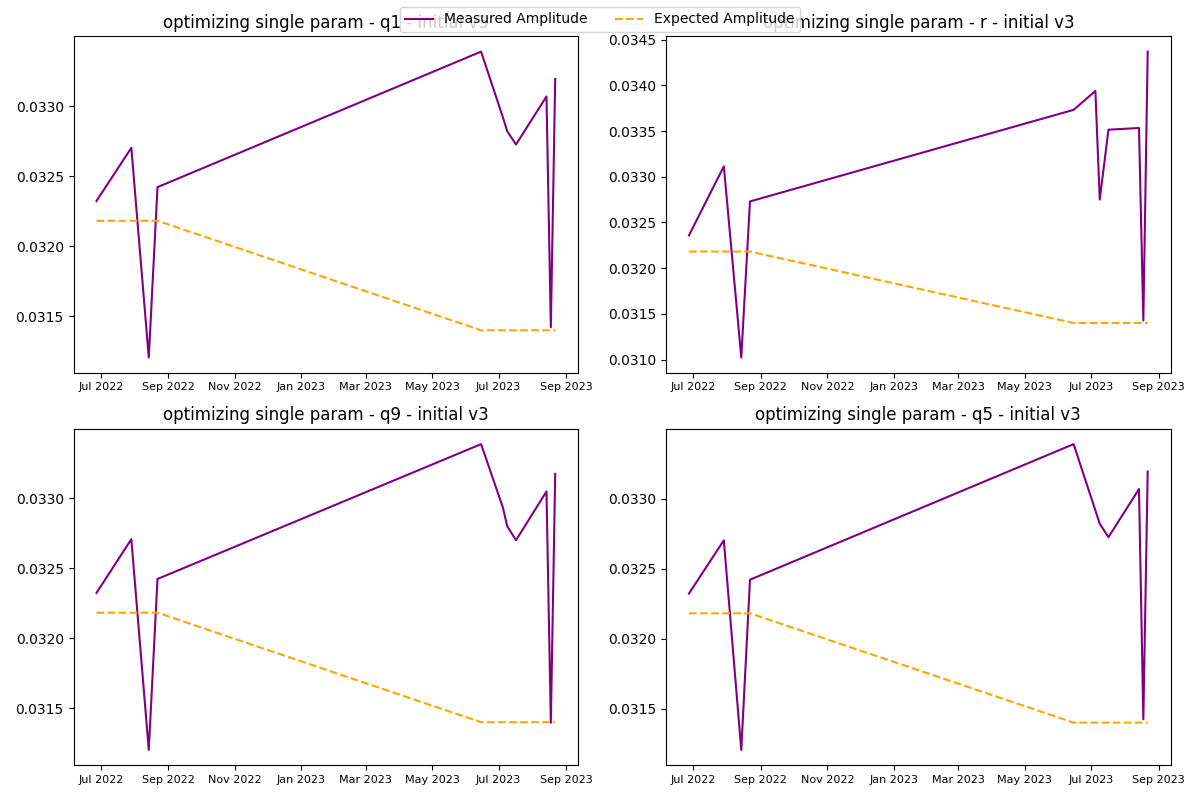 Measured Amplitude Expected Amplitude
optimizing single param - q1 - initial v3
optimizing single param - r - initial v3
0.0330
0.0325
0.0320
0.0315
Jul 2022 Sep 2022 Nov 2022 Jan 2023 Mar 2023 May 2023 Jul 2023 Sep 2023
0.0345
0.0340
0.0335
0.0330
0.0325
0.0320
0.0315
0.0310
Jul 2022 Sep 2022 Nov 2022 Jan 2023 Mar 2023 May 2023 Jul 2023 Sep 2023
optimizing single param - q9 - initial v3
0.0330
0.0325
0.0320
0.0315
Jul 2022 Sep 2022 Nov 2022 Jan 2023 Mar 2023 May 2023 Jul 2023 Sep 2023
optimizing single param - q5 - initial v3
0.0330
0.0325
0.0320
0.0315
Jul 2022 Sep 2022 Nov 2022 Jan 2023 Mar 2023 May 2023 Jul 2023 Sep 2023